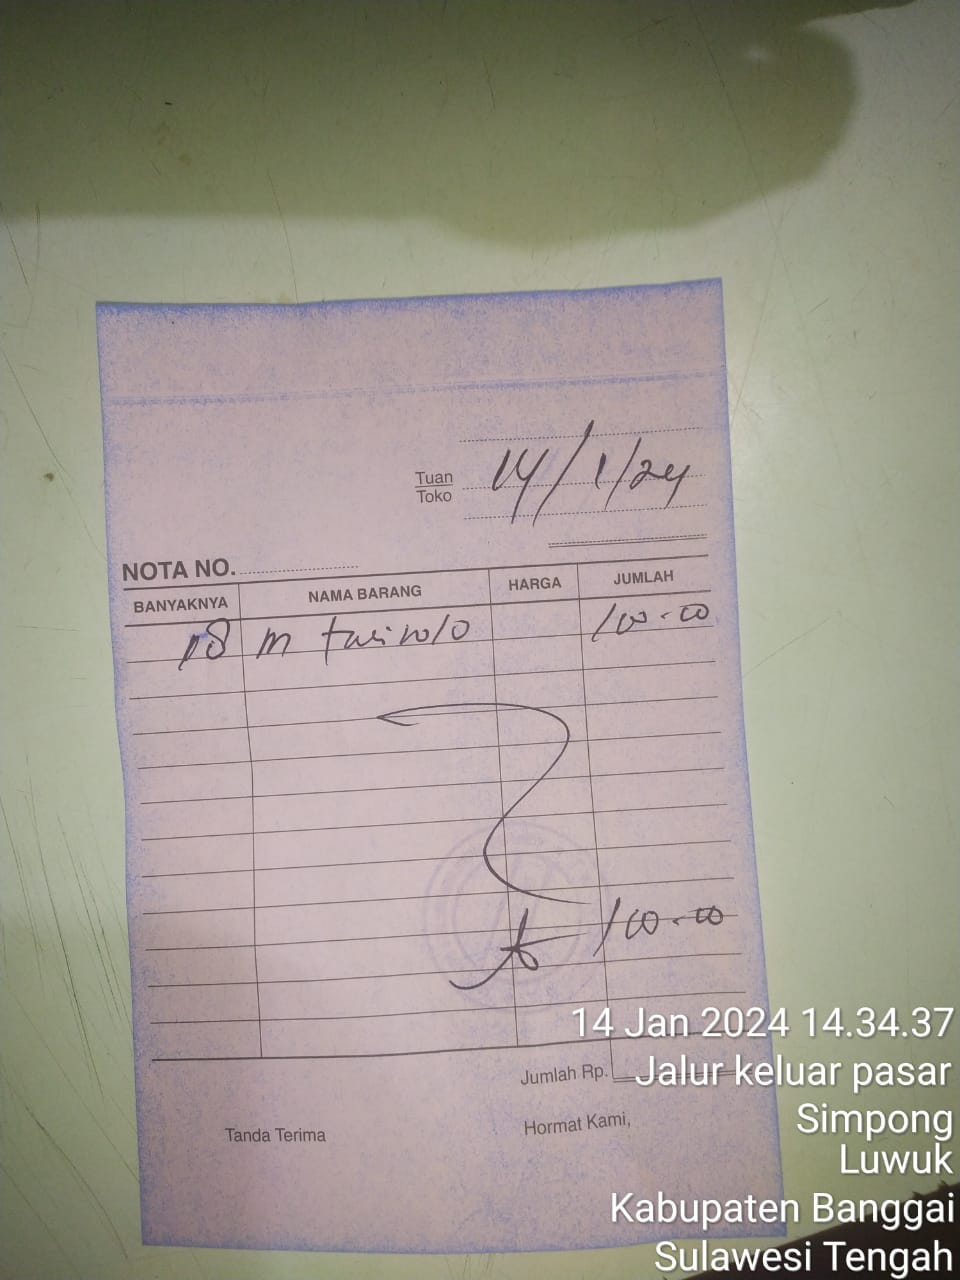 Tuan
Toko
14/1/24
NOTA NO.
BANYAKNYA NAMA BARANG HARGA JUMLAH
18 m 100.00
100.00
Jumlah Rp.
Tanda Terima Hormat Kami,
14 Jan 2024 14.34.37
Jalur keluar pasar
Simpong
Luwuk
Kabupaten Banggai
Sulawesi Tengah